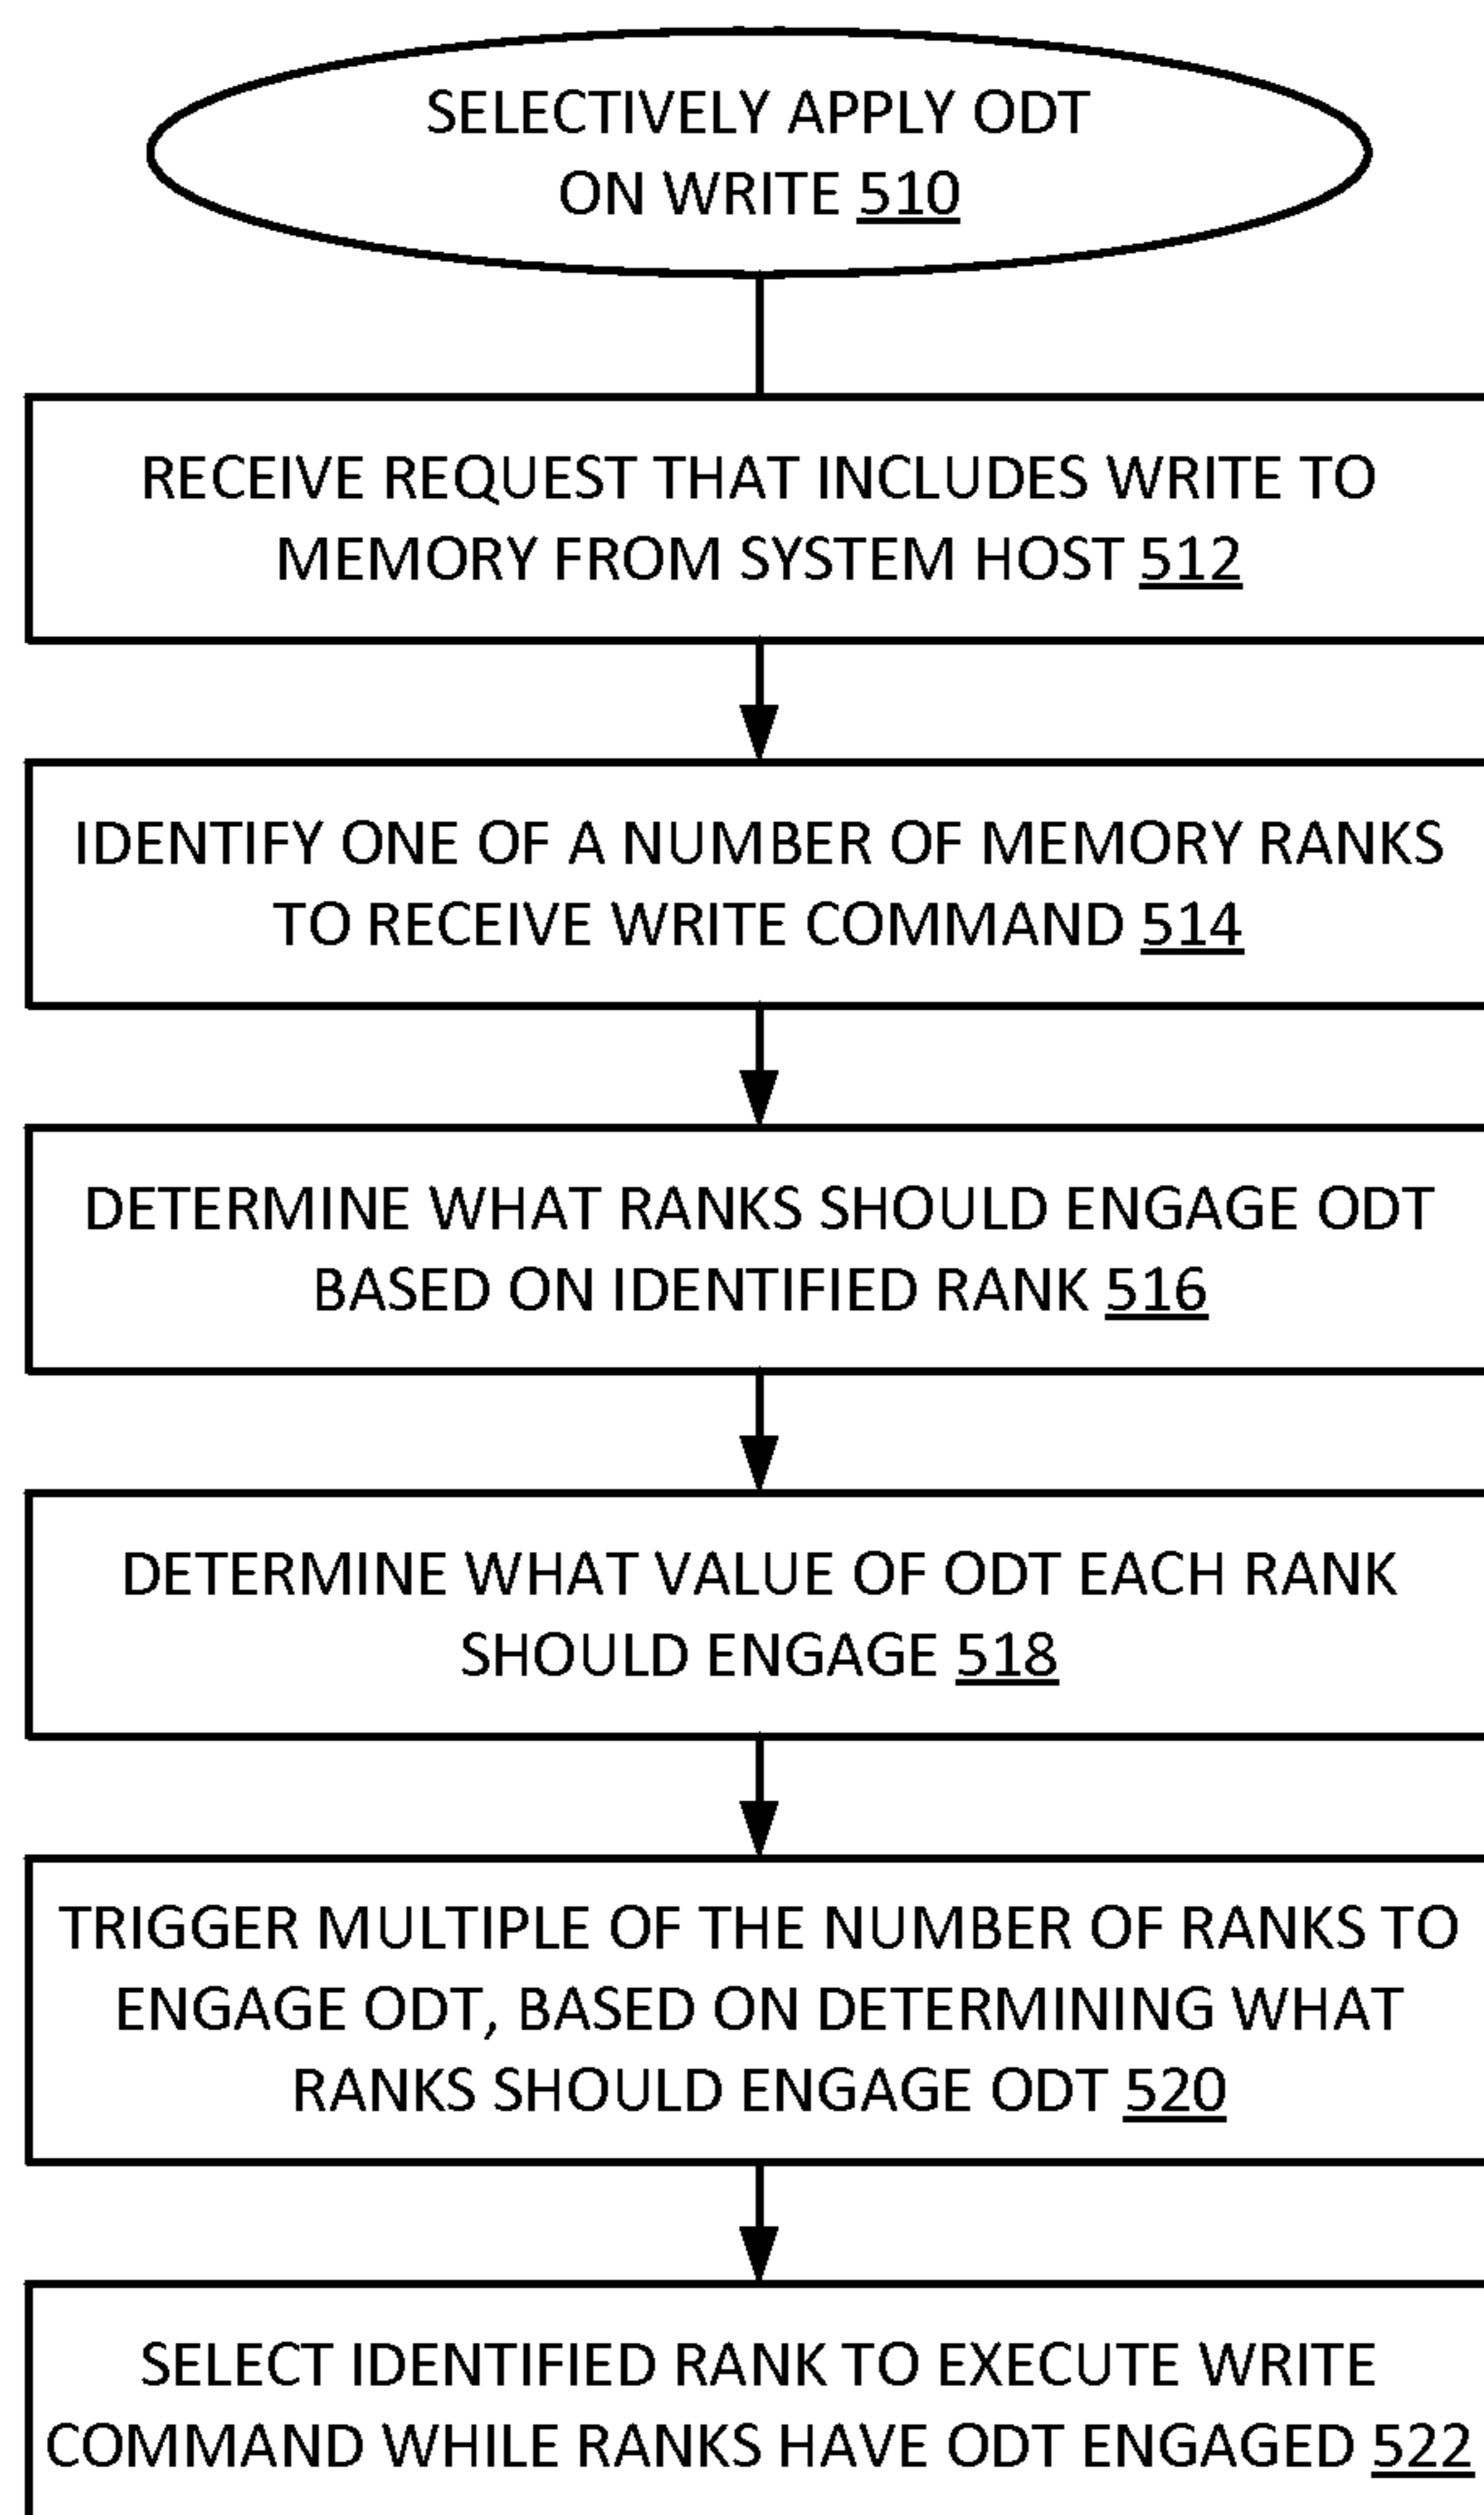 SELECTIVELY APPLY ODT
ON WRITE 510
RECEIVE REQUEST THAT INCLUDES WRITE TO
MEMORY FROM SYSTEM HOST 512
IDENTIFY ONE OF A NUMBER OF MEMORY RANKS
TO RECEIVE WRITE COMMAND 514
DETERMINE WHAT RANKS SHOULD ENGAGE ODT
BASED ON IDENTIFIED RANK 516
DETERMINE WHAT VALUE OF ODT EACH RANK
SHOULD ENGAGE 518
TRIGGER MULTIPLE OF THE NUMBER OF RANKS TO
ENGAGE ODT, BASED ON DETERMINING WHAT
RANKS SHOULD ENGAGE ODT 520
SELECT IDENTIFIED RANK TO EXECUTE WRITE
COMMAND WHILE RANKS HAVE ODT ENGAGED 522